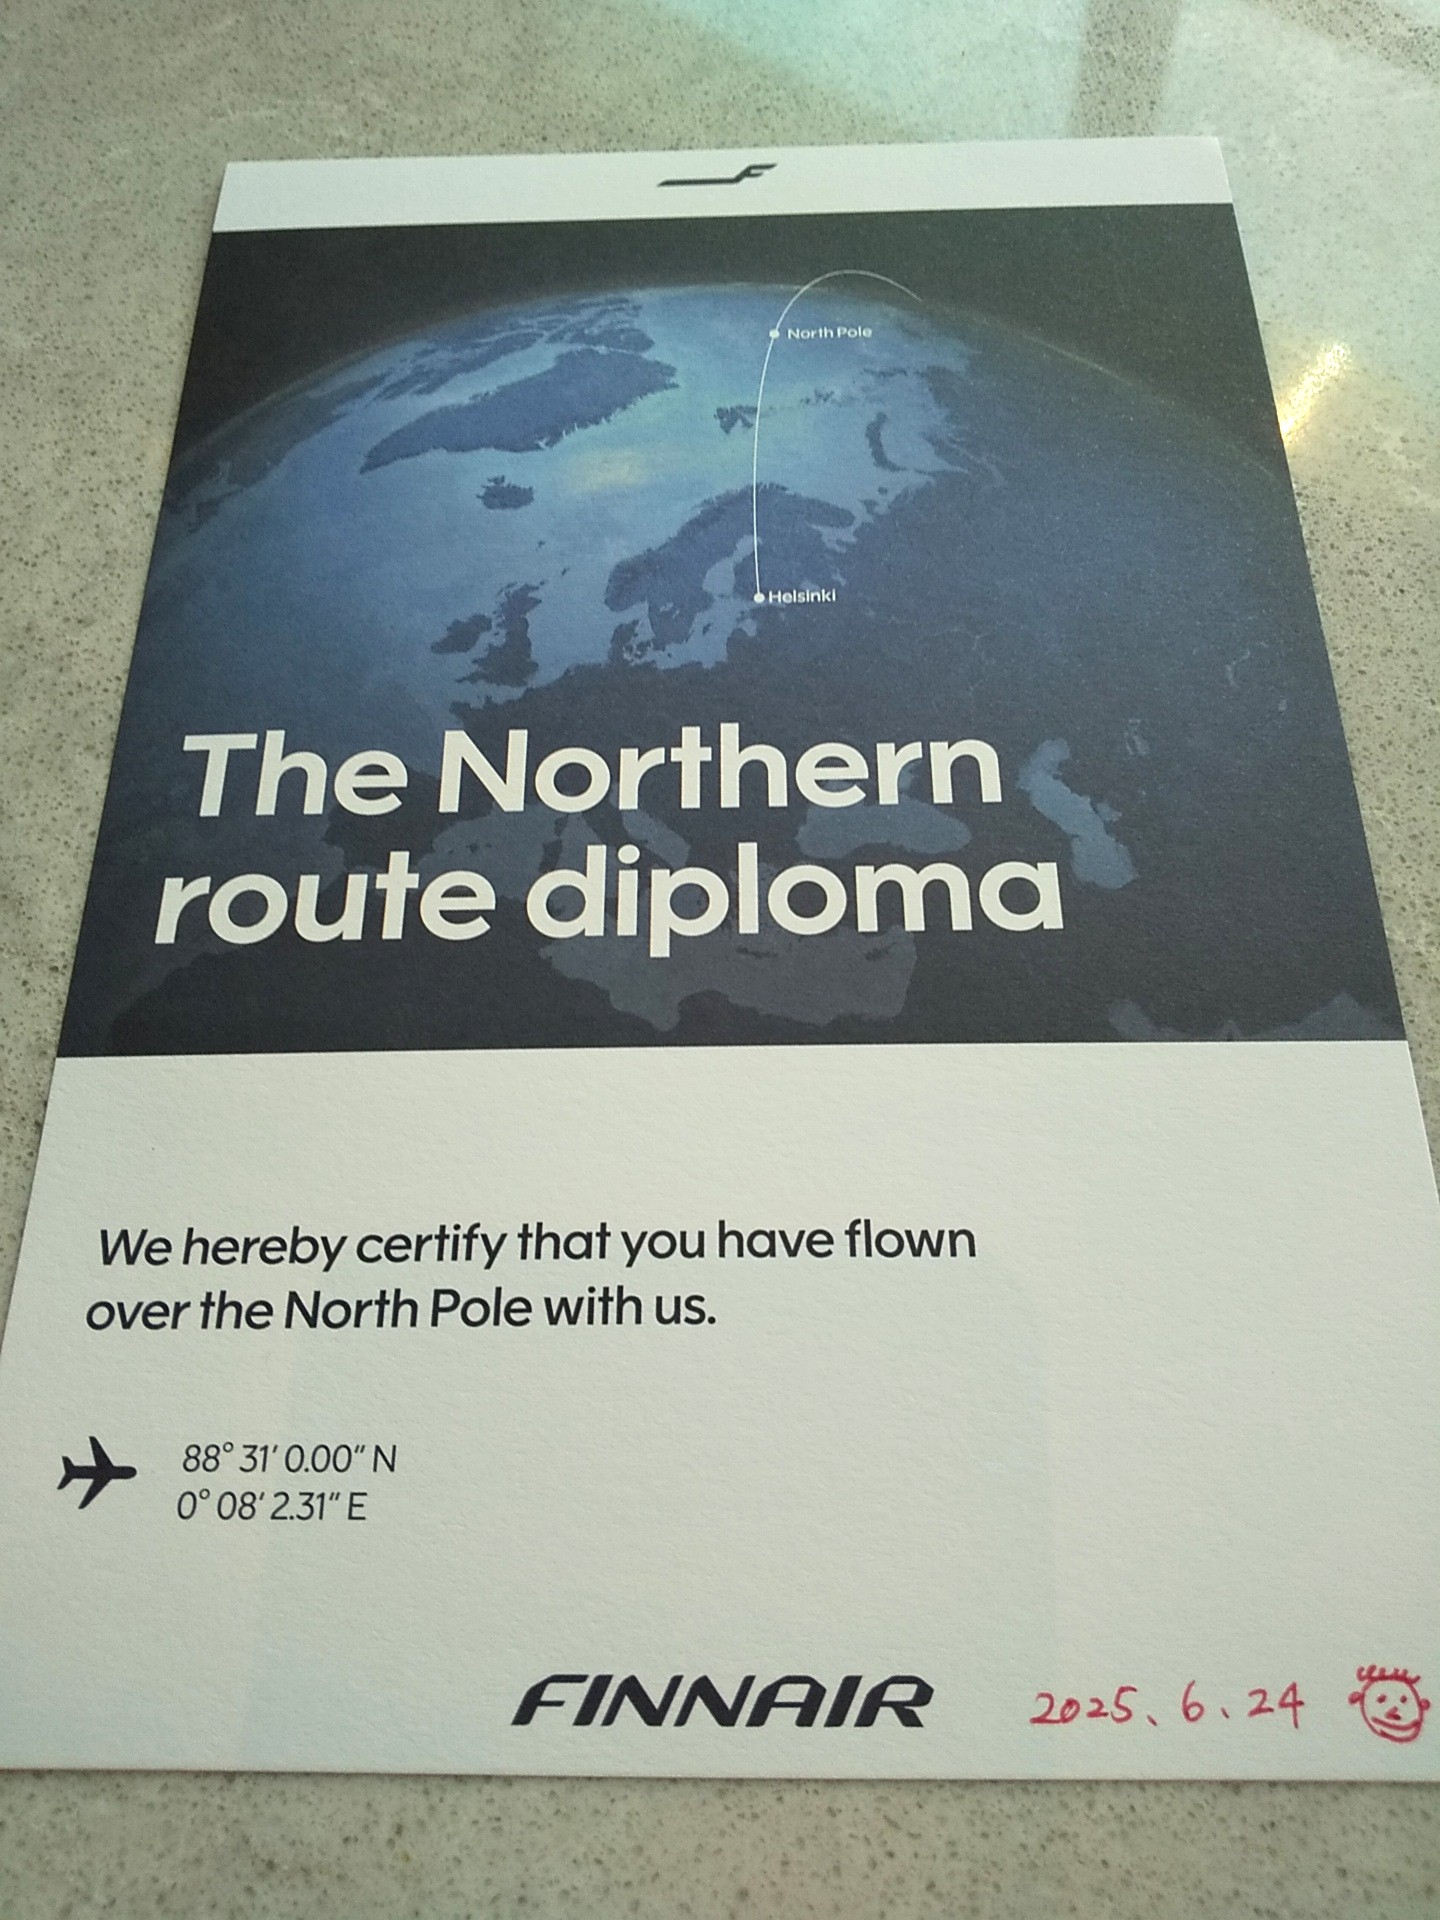 North Pole
Helsinki
The Northern
route diploma
We hereby certify that you have flown
over the North Pole with us.
88° 31′ 0.00″ N
0° 08′ 2.31″ E
FINNAIR
2025、6、24